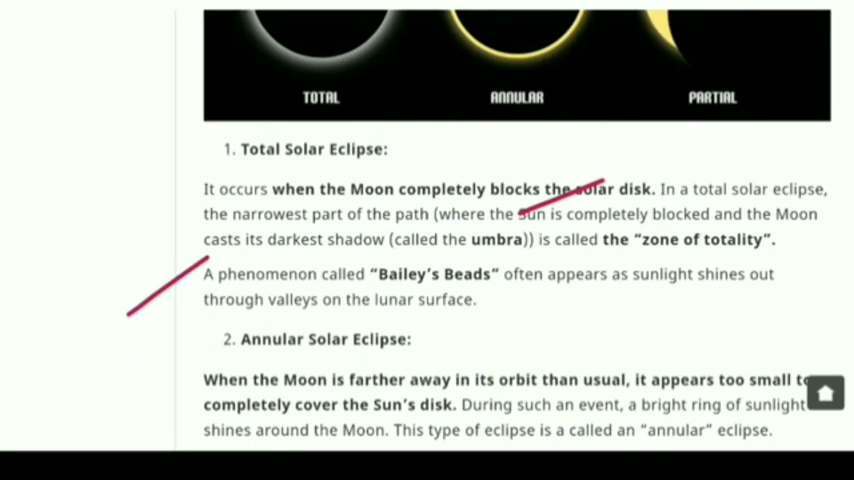 TOTAL
ANNULAR
PARTIAL
1. Total Solar Eclipse:
It occurs when the Moon completely blocks the solar disk. In a total solar eclipse,
the narrowest part of the path (where the Sun is completely blocked and the Moon
casts its darkest shadow (called the umbra)) is called the “zone of totality”.
A phenomenon called “Bailey’s Beads” often appears as sunlight shines out
through valleys on the lunar surface.
2. Annular Solar Eclipse:
When the Moon is farther away in its orbit than usual, it appears too small to
completely cover the Sun’s disk. During such an event, a bright ring of sunlight
shines around the Moon. This type of eclipse is a called an “annular” eclipse.